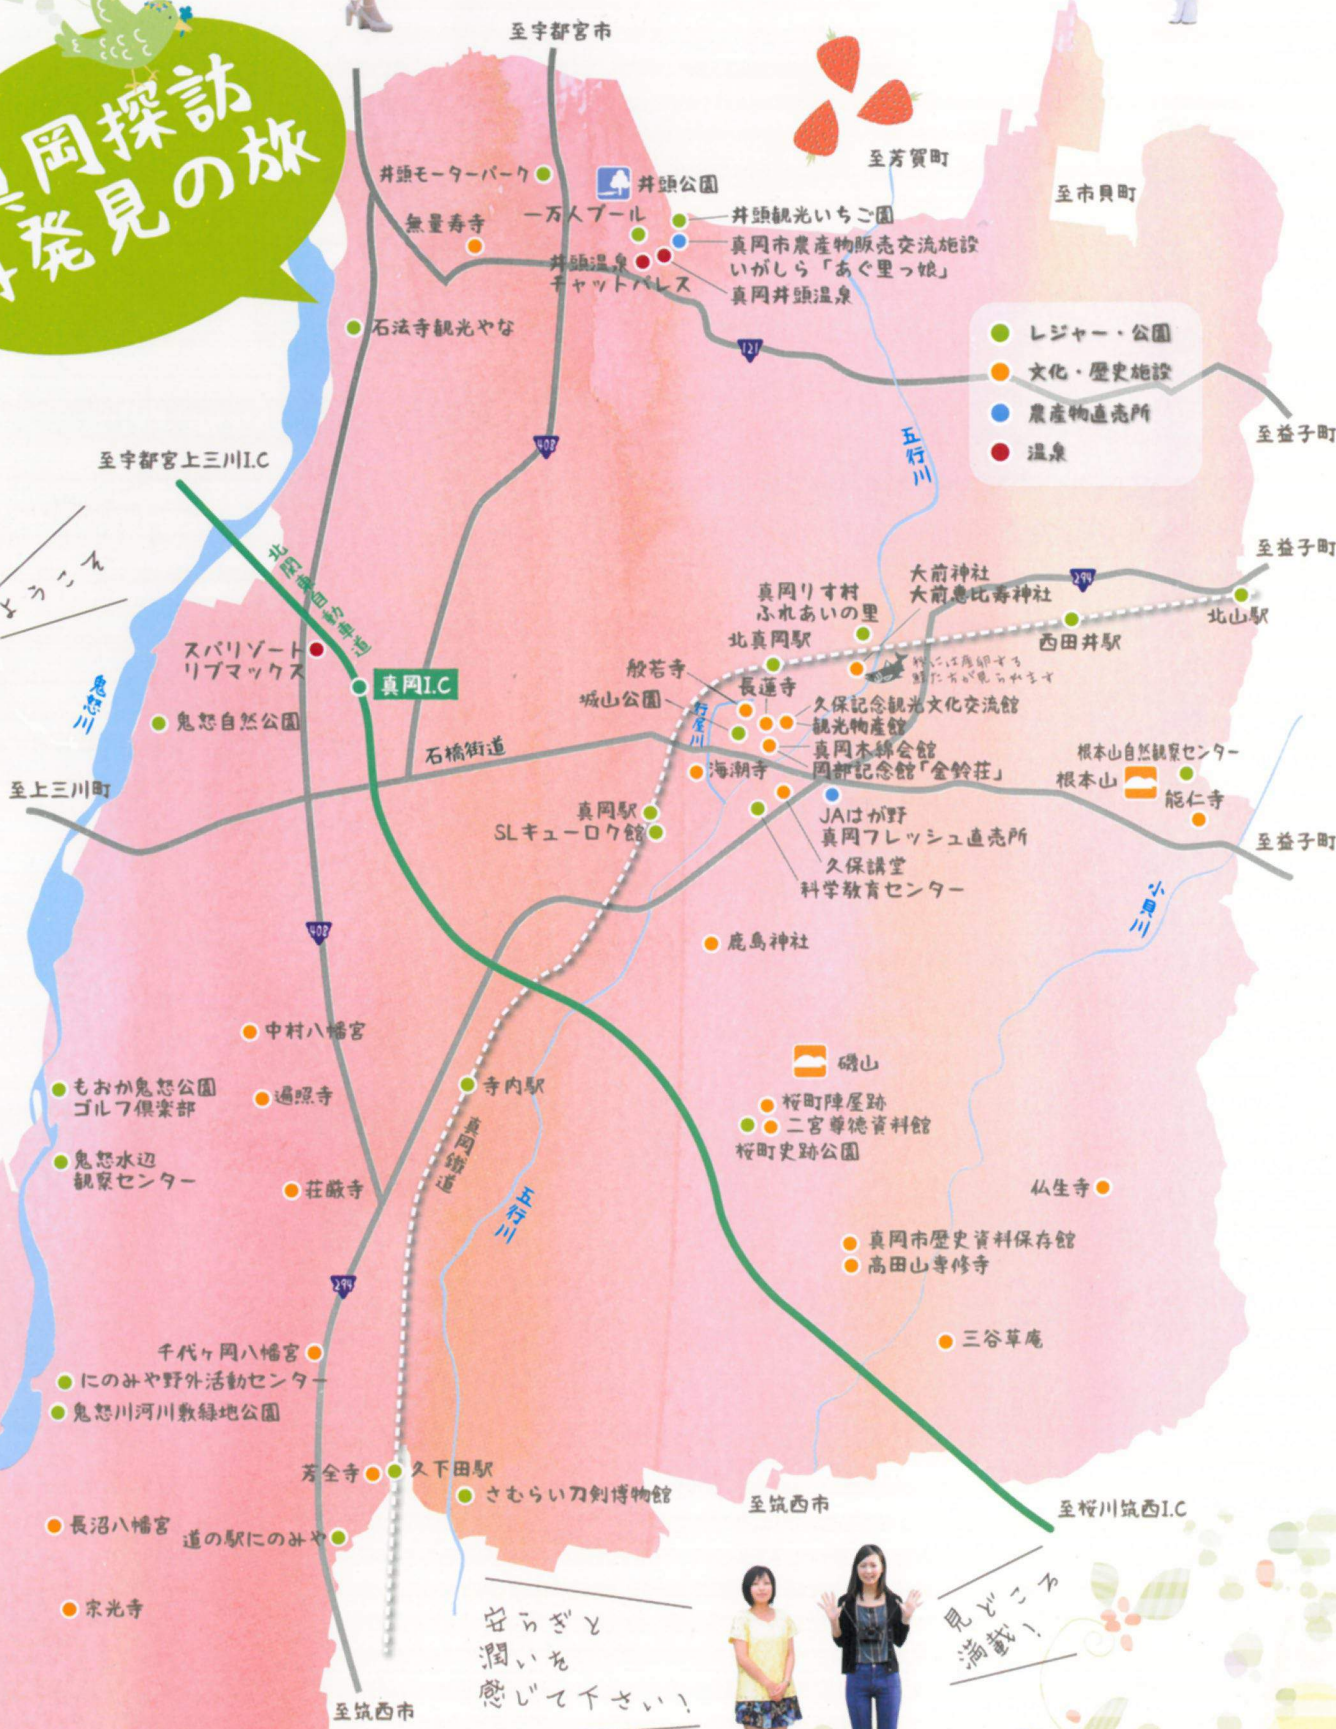 岡探訪
発見の旅
至宇都宮市
至芳賀町
至市貝町
井頭モーターパーク
井頭公園
一万人プール
無量寿寺
井頭観光いちご園
真岡市農産物販売交流施設
いがしら「あぐ里っ娘」
井頭温泉
チャットパレス
真岡井頭温泉
石法寺観光やな
121
レジャー・公園
文化・歴史施設
農産物直売所
温泉
至益子町
五行川
408
至宇都宮上三川I.C
北関東自動車道
ようこそ
至益子町
294
大前神社
大前恵比寿神社
真岡りす村
ふれあいの里
北真岡駅
西田井駅
北山駅
秋には産卵する
鮭たちが見られます
スパリゾート
リブマックス
真岡I.C
鬼怒川
鬼怒自然公園
般若寺
城山公園
長蓮寺
行屋川
久保記念観光文化交流館
観光物産館
真岡木綿会館
岡部記念館「金鈴荘」
石橋街道
海潮寺
根本山自然観察センター
根本山
能仁寺
至上三川町
真岡駅
SLキューロク館
JAはが野
真岡フレッシュ直売所
久保講堂
科学教育センター
至益子町
小貝川
408
鹿島神社
中村八幡宮
もおか鬼怒公園
ゴルフ倶楽部
遍照寺
寺内駅
磯山
桜町陣屋跡
二宮尊徳資料館
桜町史跡公園
真岡鐵道
鬼怒水辺
観察センター
荘厳寺
五行川
仏生寺
真岡市歴史資料保存館
高田山専修寺
294
三谷草庵
千代ヶ岡八幡宮
にのみや野外活動センター
鬼怒川河川敷緑地公園
芳全寺
久下田駅
さむらい刀剣博物館
至筑西市
至桜川筑西I.C
長沼八幡宮
道の駅にのみや
宗光寺
安らぎと
潤いを
感じて下さい!
見どころ
満載!
至筑西市